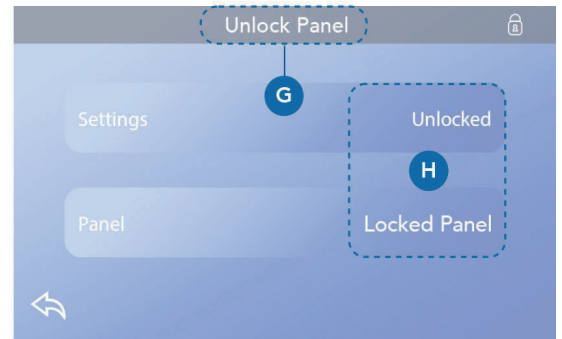 Unlock Panel
G
Settings Unlocked
H
Panel Locked Panel